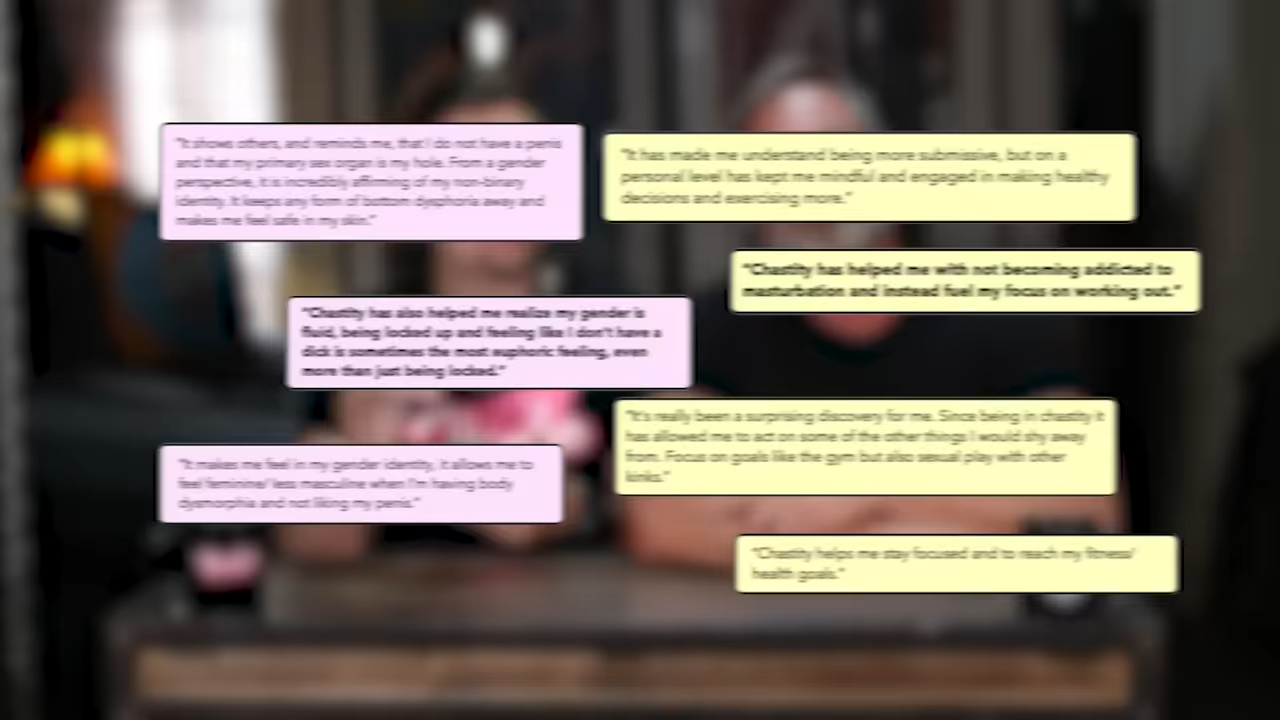 "It shows others, and reminds me, that I do not have a penis
and that my primary sex organ is my hole. From a gender
perspective, it is incredibly affirming of my non-binary
identity. It keeps any form of bottom dysphoria away and
makes me feel safe in my skin."
"Chastity has also helped me realize my gender is
fluid, being locked up and feeling like I don't have a
dick is sometimes the most euphoric feeling, even
more than just being locked."
"It makes me feel in my gender identity, it allows me to
feel feminine/ less masculine when I'm having body
dysmorphia and not liking my penis."
"It has made me understand being more submissive, but on a
personal level has kept me mindful and engaged in making healthy
decisions and exercising more."
"Chastity has helped me with not becoming addicted to
masturbation and instead fuel my focus on working out."
"It's really been a surprising discovery for me. Since being in chastity it
has allowed me to act on some of the other things I would shy away
from. Focus on goals like the gym but also sexual play with other
kinks."
"Chastity helps me stay focused and to reach my fitness/
health goals."